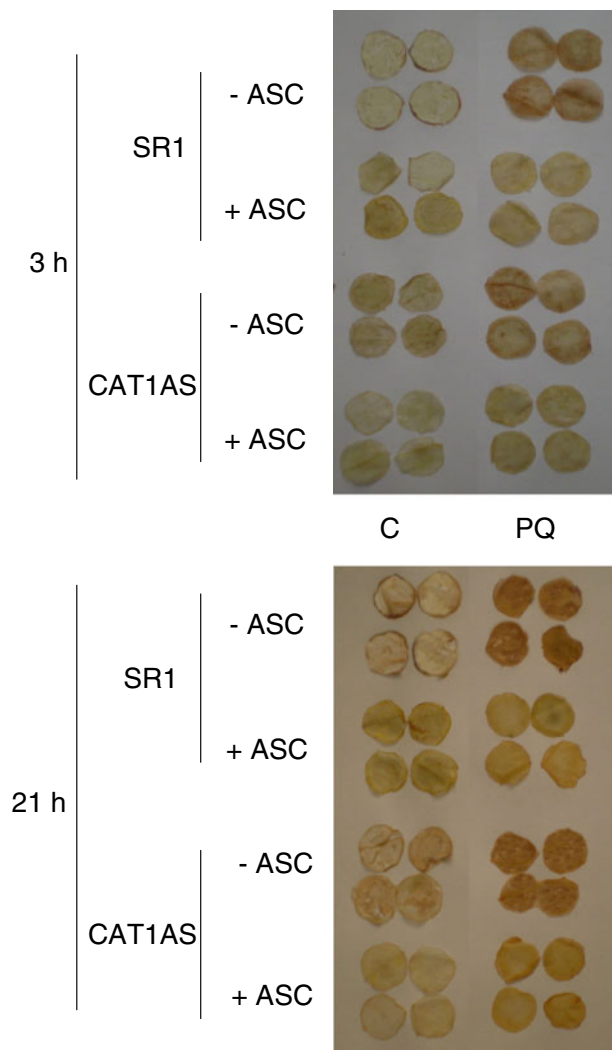 - ASC
SR1
+ ASC
3 h
- ASC
CAT1AS
+ ASC
C PQ
- ASC
SR1
+ ASC
21 h
- ASC
CAT1AS
+ ASC